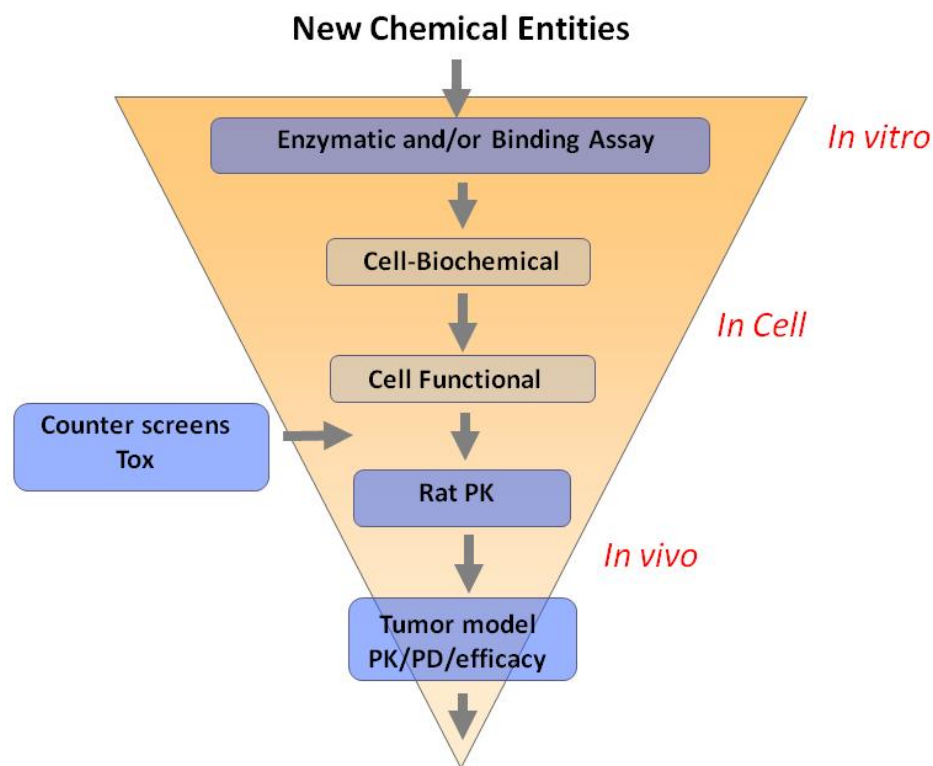 New Chemical Entities
Enzymatic and/or Binding Assay
In vitro
Cell-Biochemical
In Cell
Cell Functional
Counter screens
Tox
Rat PK
In vivo
Tumor model
PK/PD/efficacy